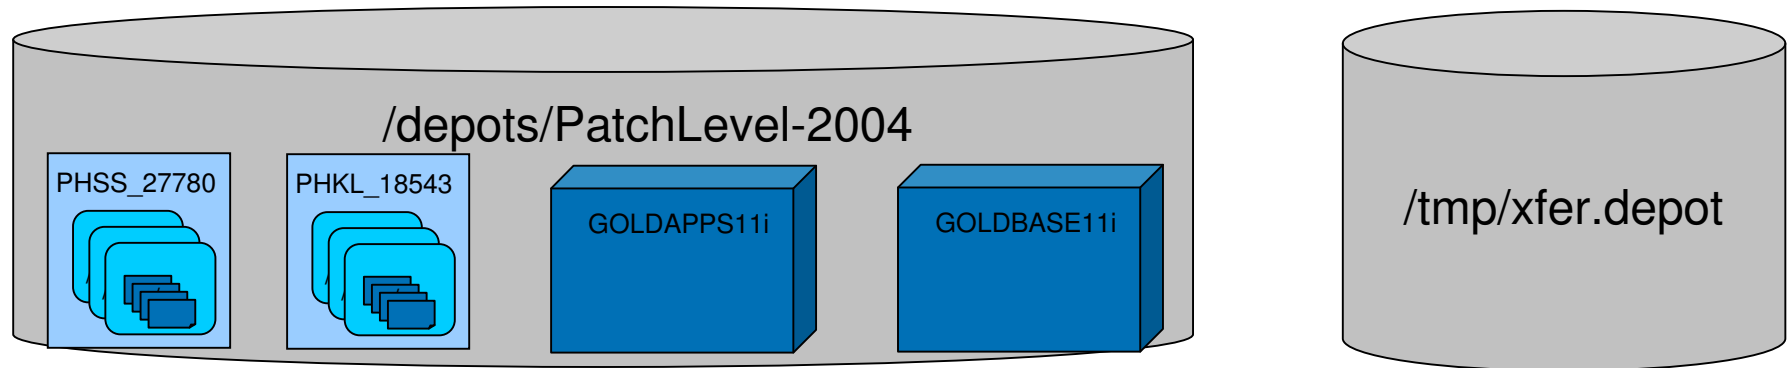 /depots/PatchLevel-2004
PHSS_27780
PHKL_18543
GOLDAPPS11i
GOLDBASE11i
/tmp/xfer.depot